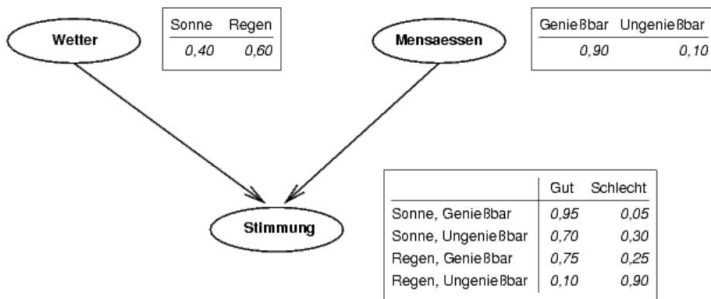 Wetter
Sonne Regen
0,40 0,60
Mensaessen
Genießbar Ungenießbar
0,90 0,10
Stimmung
Gut Schlecht
Sonne, Genießbar 0,95 0,05
Sonne, Ungenießbar 0,70 0,30
Regen, Genießbar 0,75 0,25
Regen, Ungenießbar 0,10 0,90